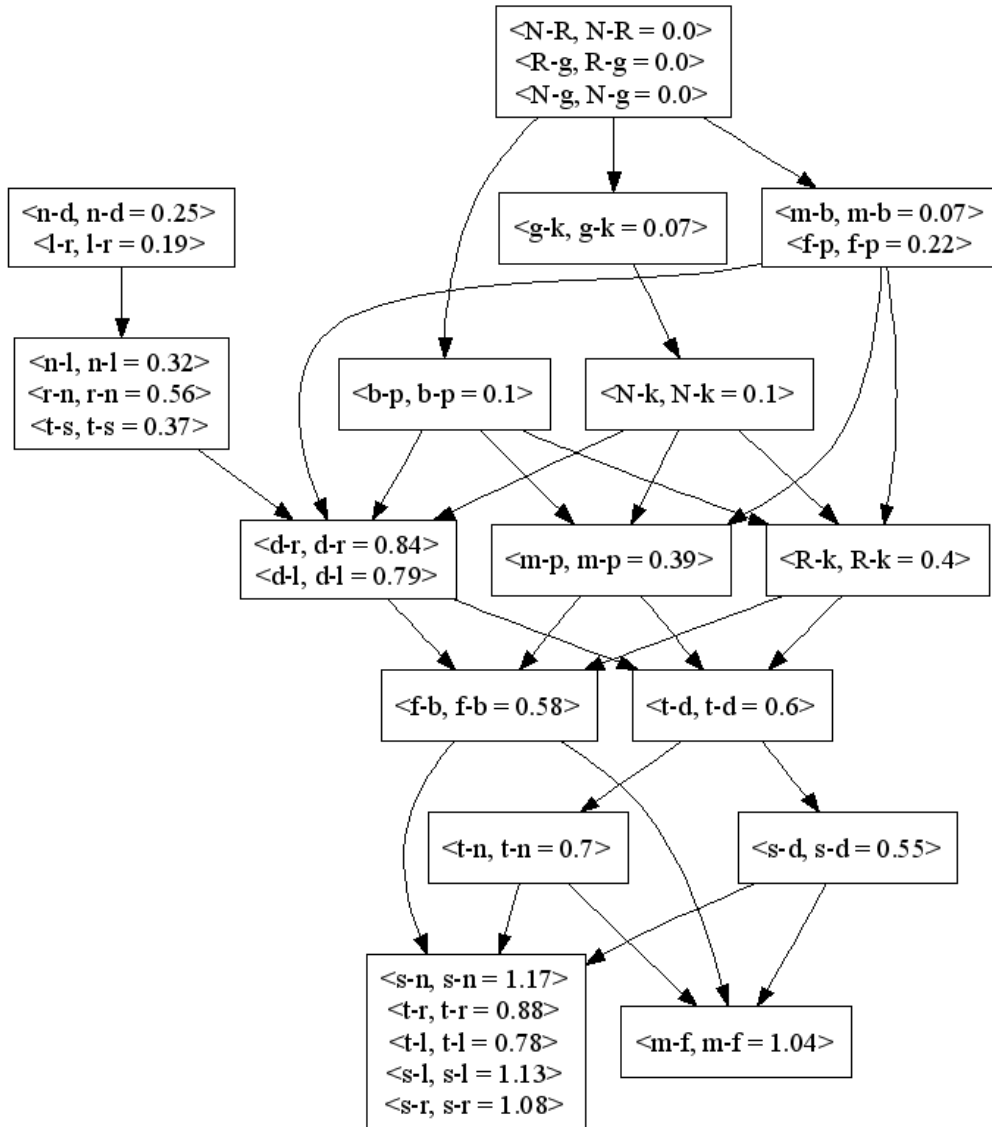 <N-R, N-R = 0.0>
<R-g, R-g = 0.0>
<N-g, N-g = 0.0>
<n-d, n-d = 0.25>
<l-r, l-r = 0.19>
<g-k, g-k = 0.07>
<m-b, m-b = 0.07>
<f-p, f-p = 0.22>
<n-l, n-l = 0.32>
<r-n, r-n = 0.56>
<t-s, t-s = 0.37>
<b-p, b-p = 0.1>
<N-k, N-k = 0.1>
<d-r, d-r = 0.84>
<d-l, d-l = 0.79>
<m-p, m-p = 0.39>
<R-k, R-k = 0.4>
<f-b, f-b = 0.58>
<t-d, t-d = 0.6>
<t-n, t-n = 0.7>
<s-d, s-d = 0.55>
<s-n, s-n = 1.17>
<t-r, t-r = 0.88>
<t-l, t-l = 0.78>
<s-l, s-l = 1.13>
<s-r, s-r = 1.08>
<m-f, m-f = 1.04>